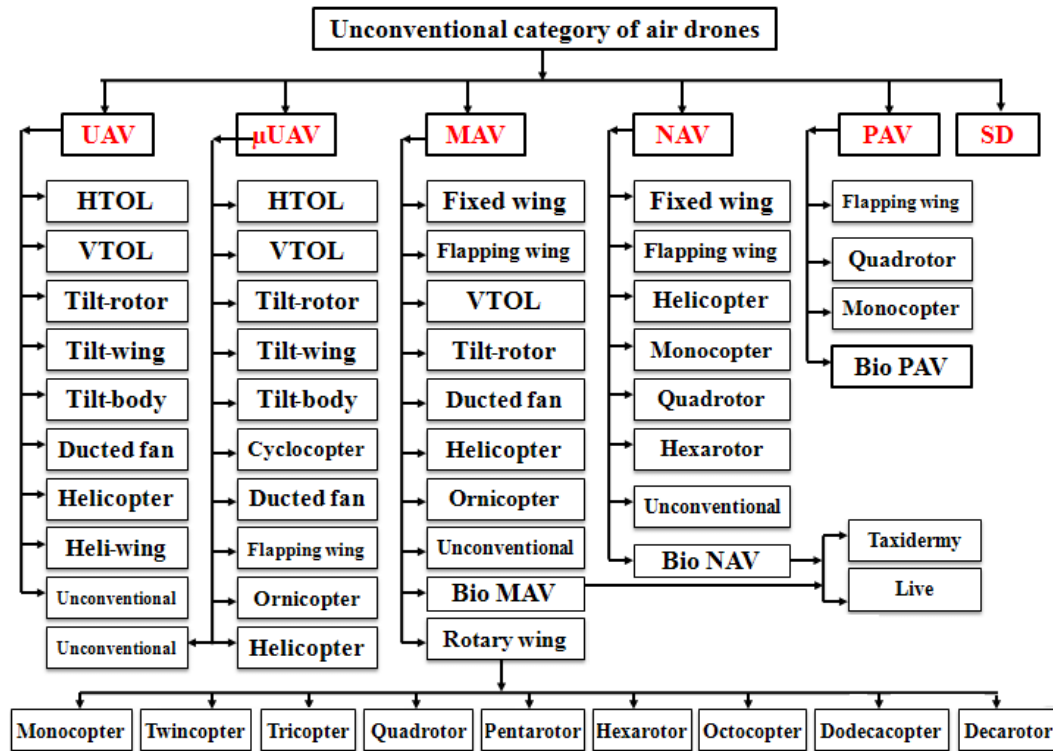 Unconventional category of air drones
UAV
µUAV
MAV
NAV
PAV
SD
HTOL
VTOL
Tilt-rotor
Tilt-wing
Tilt-body
Ducted fan
Helicopter
Heli-wing
Unconventional
Unconventional
HTOL
VTOL
Tilt-rotor
Tilt-wing
Tilt-body
Cyclocopter
Ducted fan
Flapping wing
Ornicopter
Helicopter
Fixed wing
Flapping wing
VTOL
Tilt-rotor
Ducted fan
Helicopter
Ornicopter
Unconventional
Bio MAV
Rotary wing
Fixed wing
Flapping wing
Helicopter
Monocopter
Quadrotor
Hexarotor
Unconventional
Bio NAV
Flapping wing
Quadrotor
Monocopter
Bio PAV
Taxidermy
Live
Monocopter
Twincopter
Tricopter
Quadrotor
Pentarotor
Hexarotor
Octocopter
Dodecacopter
Decarotor